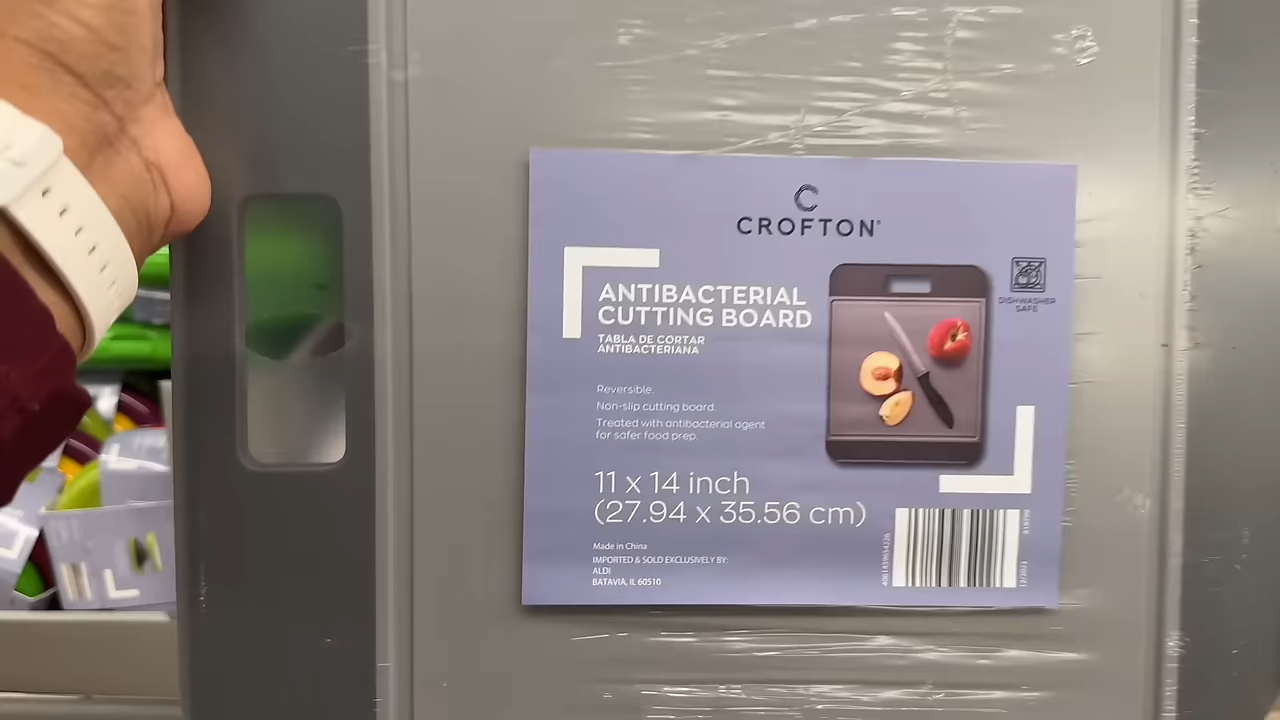 CROFTON
ANTIBACTERIAL
CUTTING BOARD
TABLA DE CORTAR
ANTIBACTERIANA
DISHWASHER
SAFE
Reversible.
Non-slip cutting board.
Treated with antibacterial agent
for safer food prep.
11 x 14 inch
(27.94 x 35.56 cm)
Made in China
IMPORTED & SOLD EXCLUSIVELY BY:
ALDI
BATAVIA, IL 60510
12/2021